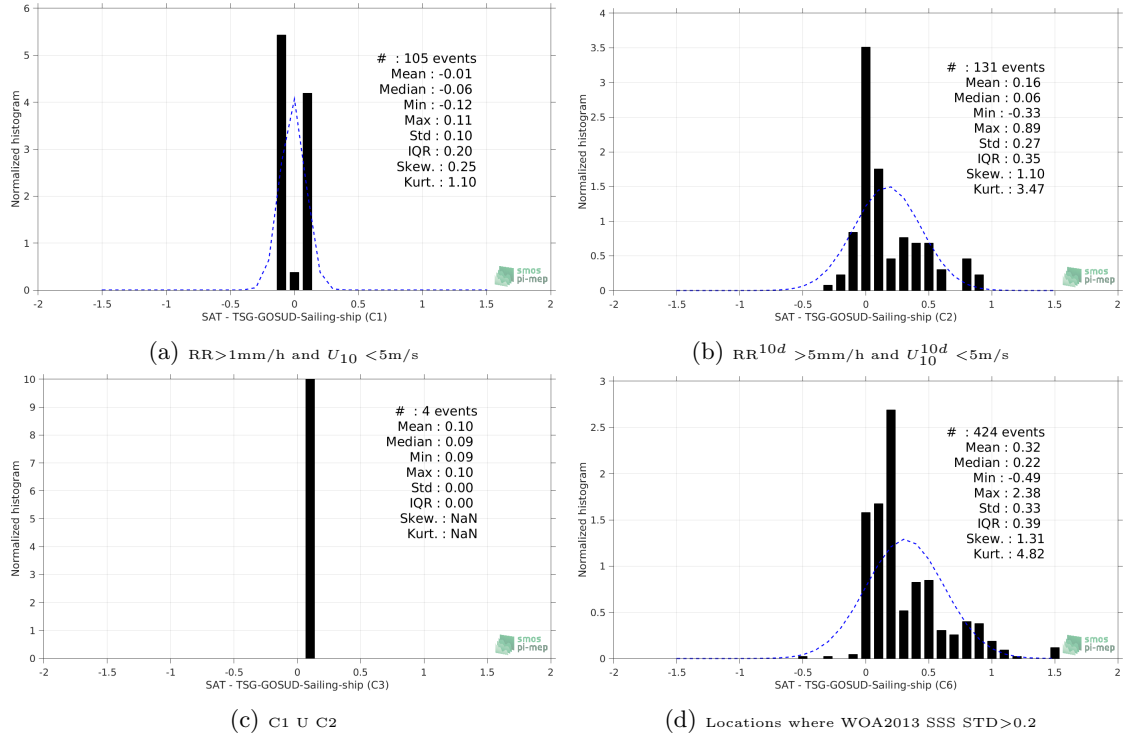 6
5
4
3
2
1
0
Normalized histogram
# : 105 events
Mean : -0.01
Median : -0.06
Min : -0.12
Max : 0.11
Std : 0.10
IQR : 0.20
Skew. : 0.25
Kurt. : 1.10
smos
pi-mep
-2 -1.5 -1 -0.5 0 0.5 1 1.5 2
SAT - TSG-GOSUD-Sailing-ship (C1)
(a) RR>1mm/h and U10 <5m/s
4
3.5
3
2.5
2
1.5
1
0.5
0
Normalized histogram
# : 131 events
Mean : 0.16
Median : 0.06
Min : -0.33
Max : 0.89
Std : 0.27
IQR : 0.35
Skew. : 1.10
Kurt. : 3.47
smos
pi-mep
-2 -1.5 -1 -0.5 0 0.5 1 1.5 2
SAT - TSG-GOSUD-Sailing-ship (C2)
(b) RR10d >5mm/h and U10d10 <5m/s
10
9
8
7
6
5
4
3
2
1
0
Normalized histogram
# : 4 events
Mean : 0.10
Median : 0.09
Min : 0.09
Max : 0.10
Std : 0.00
IQR : 0.00
Skew. : NaN
Kurt. : NaN
smos
pi-mep
-2 -1.5 -1 -0.5 0 0.5 1 1.5 2
SAT - TSG-GOSUD-Sailing-ship (C3)
(c) C1 U C2
3
2.5
2
1.5
1
0.5
0
Normalized histogram
# : 424 events
Mean : 0.32
Median : 0.22
Min : -0.49
Max : 2.38
Std : 0.33
IQR : 0.39
Skew. : 1.31
Kurt. : 4.82
smos
pi-mep
-2 -1.5 -1 -0.5 0 0.5 1 1.5 2
SAT - TSG-GOSUD-Sailing-ship (C6)
(d) Locations where WOA2013 SSS STD>0.2